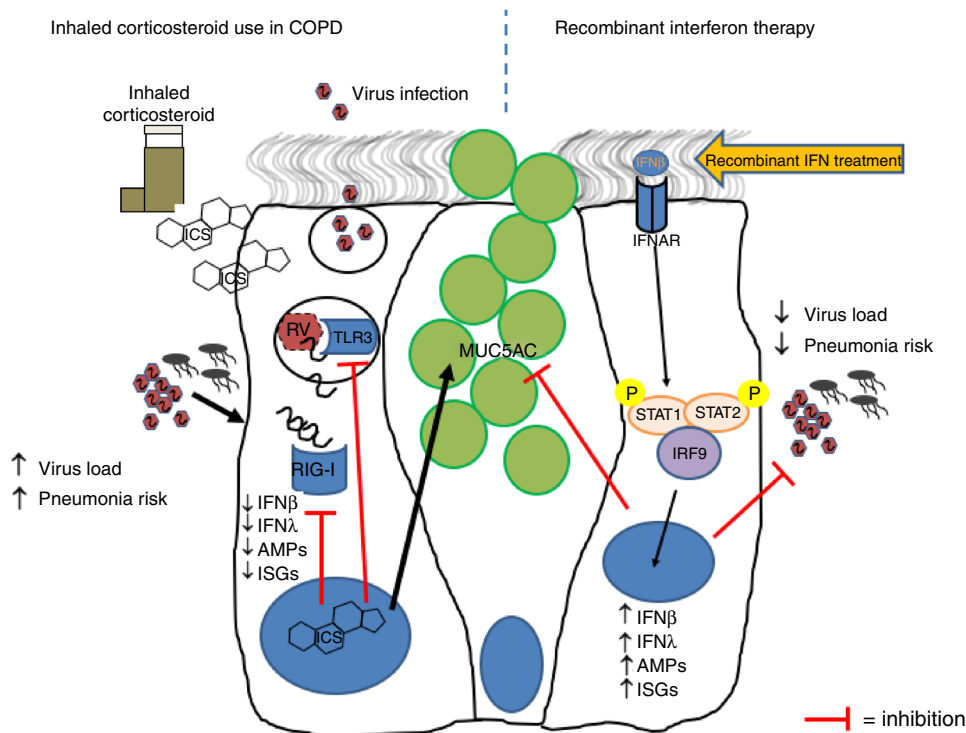 Inhaled corticosteroid use in COPD
Recombinant interferon therapy
Inhaled
corticosteroid
Virus infection
IFNβ
Recombinant IFN treatment
ICS
ICS
IFNAR
RV
TLR3
MUC5AC
↓ Virus load
↓ Pneumonia risk
P
P
STAT1
STAT2
IRF9
↑ Virus load
↑ Pneumonia risk
RIG-I
↓ IFNβ
↓ IFNλ
↓ AMPs
↓ ISGs
ICS
↑ IFNβ
↑ IFNλ
↑ AMPs
↑ ISGs
= inhibition